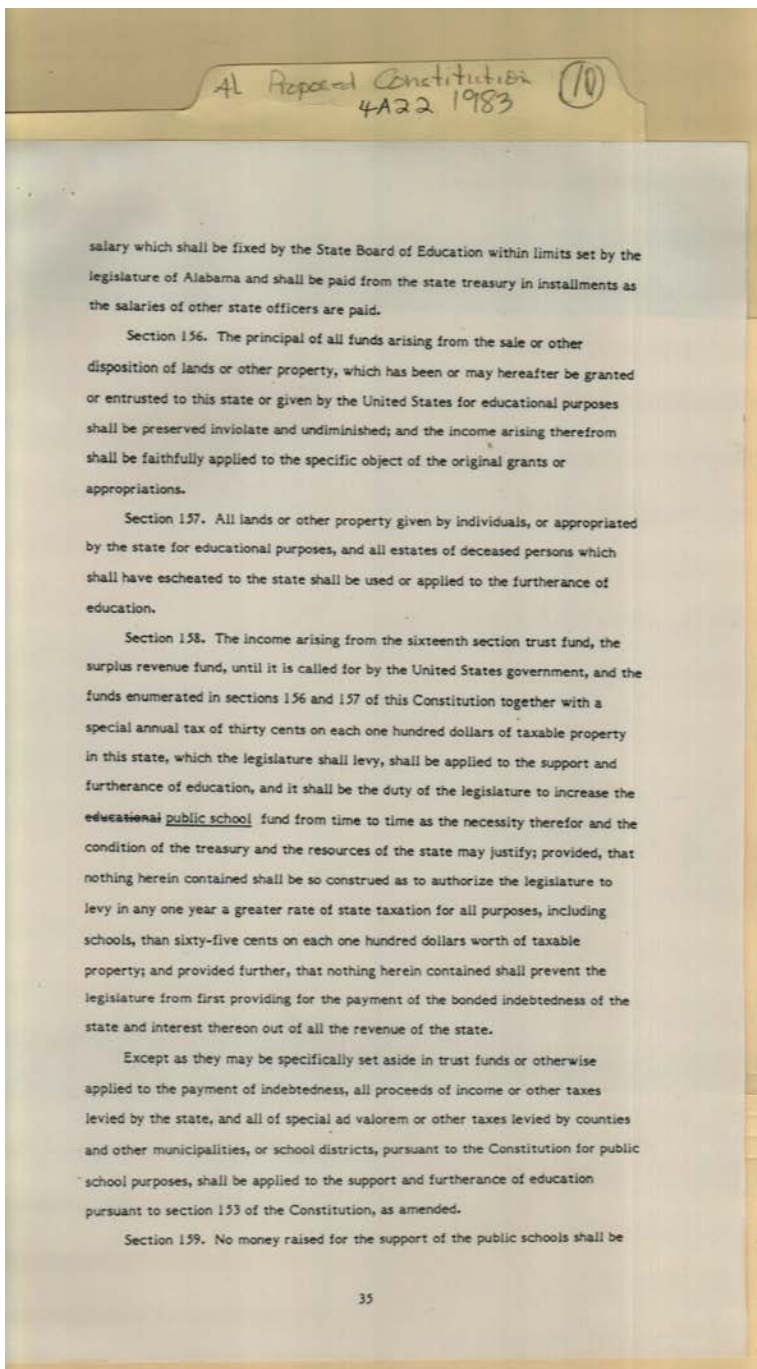 AL Proposed Constitution 10
4A22 1983
salary which shall be fixed by the State Board of Education within limits set by the
legislature of Alabama and shall be paid from the state treasury in installments as
the salaries of other state officers are paid.
Section 156. The principal of all funds arising from the sale or other
disposition of lands or other property, which has been or may hereafter be granted
or entrusted to this state or given by the United States for educational purposes
shall be preserved inviolate and undiminished; and the income arising therefrom
shall be faithfully applied to the specific object of the original grants or
appropriations.
Section 157. All lands or other property given by individuals, or appropriated
by the state for educational purposes, and all estates of deceased persons which
shall have escheated to the state shall be used or applied to the furtherance of
education.
Section 158. The income arising from the sixteenth section trust fund, the
surplus revenue fund, until it is called for by the United States government, and the
funds enumerated in sections 156 and 157 of this Constitution together with a
special annual tax of thirty cents on each one hundred dollars of taxable property
in this state, which the legislature shall levy, shall be applied to the support and
furtherance of education, and it shall be the duty of the legislature to increase the
educational public school fund from time to time as the necessity therefor and the
condition of the treasury and the resources of the state may justify; provided, that
nothing herein contained shall be so construed as to authorize the legislature to
levy in any one year a greater rate of state taxation for all purposes, including
schools, than sixty-five cents on each one hundred dollars worth of taxable
property; and provided further, that nothing herein contained shall prevent the
legislature from first providing for the payment of the bonded indebtedness of the
state and interest thereon out of all the revenue of the state.
Except as they may be specifically set aside in trust funds or otherwise
applied to the payment of indebtedness, all proceeds of income or other taxes
levied by the state, and all of special ad valorem or other taxes levied by counties
and other municipalities, or school districts, pursuant to the Constitution for public
school purposes, shall be applied to the support and furtherance of education
pursuant to section 153 of the Constitution, as amended.
Section 159. No money raised for the support of the public schools shall be
35